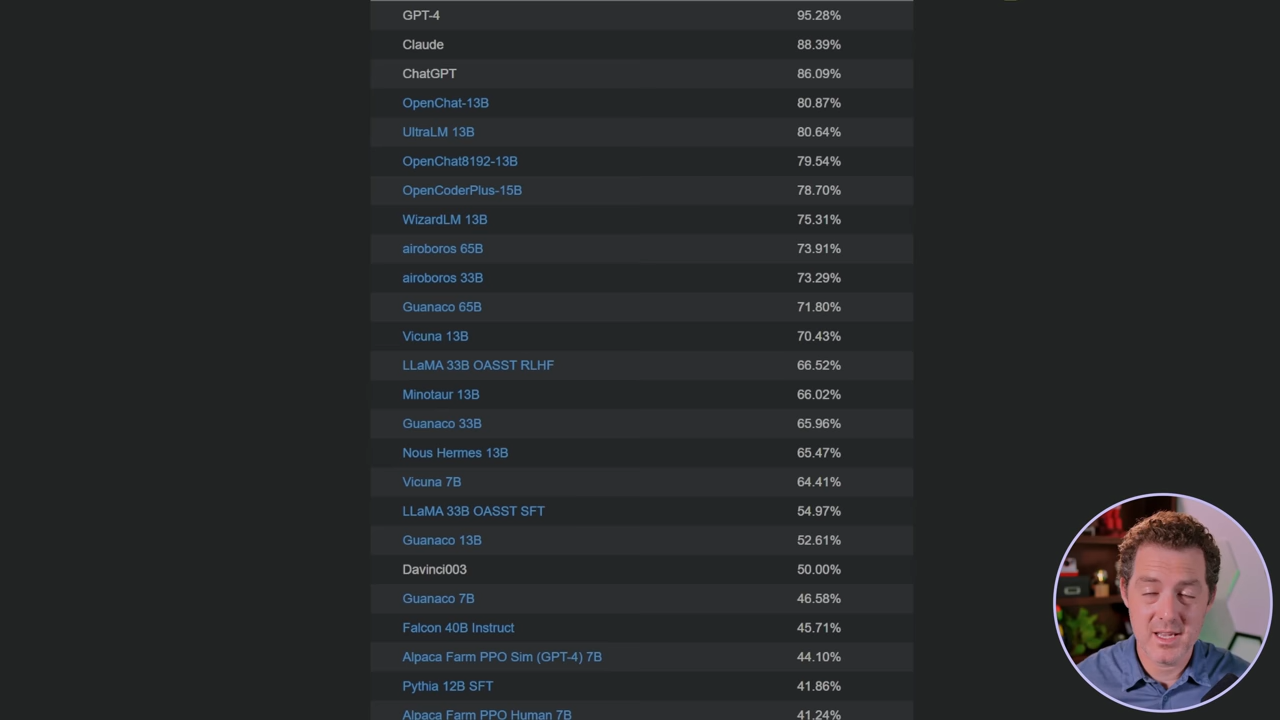 GPT-4 95.28%
Claude 88.39%
ChatGPT 86.09%
OpenChat-13B 80.87%
UltraLM 13B 80.64%
OpenChat8192-13B 79.54%
OpenCoderPlus-15B 78.70%
WizardLM 13B 75.31%
airoboros 65B 73.91%
airoboros 33B 73.29%
Guanaco 65B 71.80%
Vicuna 13B 70.43%
LLaMA 33B OASST RLHF 66.52%
Minotaur 13B 66.02%
Guanaco 33B 65.96%
Nous Hermes 13B 65.47%
Vicuna 7B 64.41%
LLaMA 33B OASST SFT 54.97%
Guanaco 13B 52.61%
Davinci003 50.00%
Guanaco 7B 46.58%
Falcon 40B Instruct 45.71%
Alpaca Farm PPO Sim (GPT-4) 7B 44.10%
Pythia 12B SFT 41.86%
Alpaca Farm PPO Human 7B 41.24%